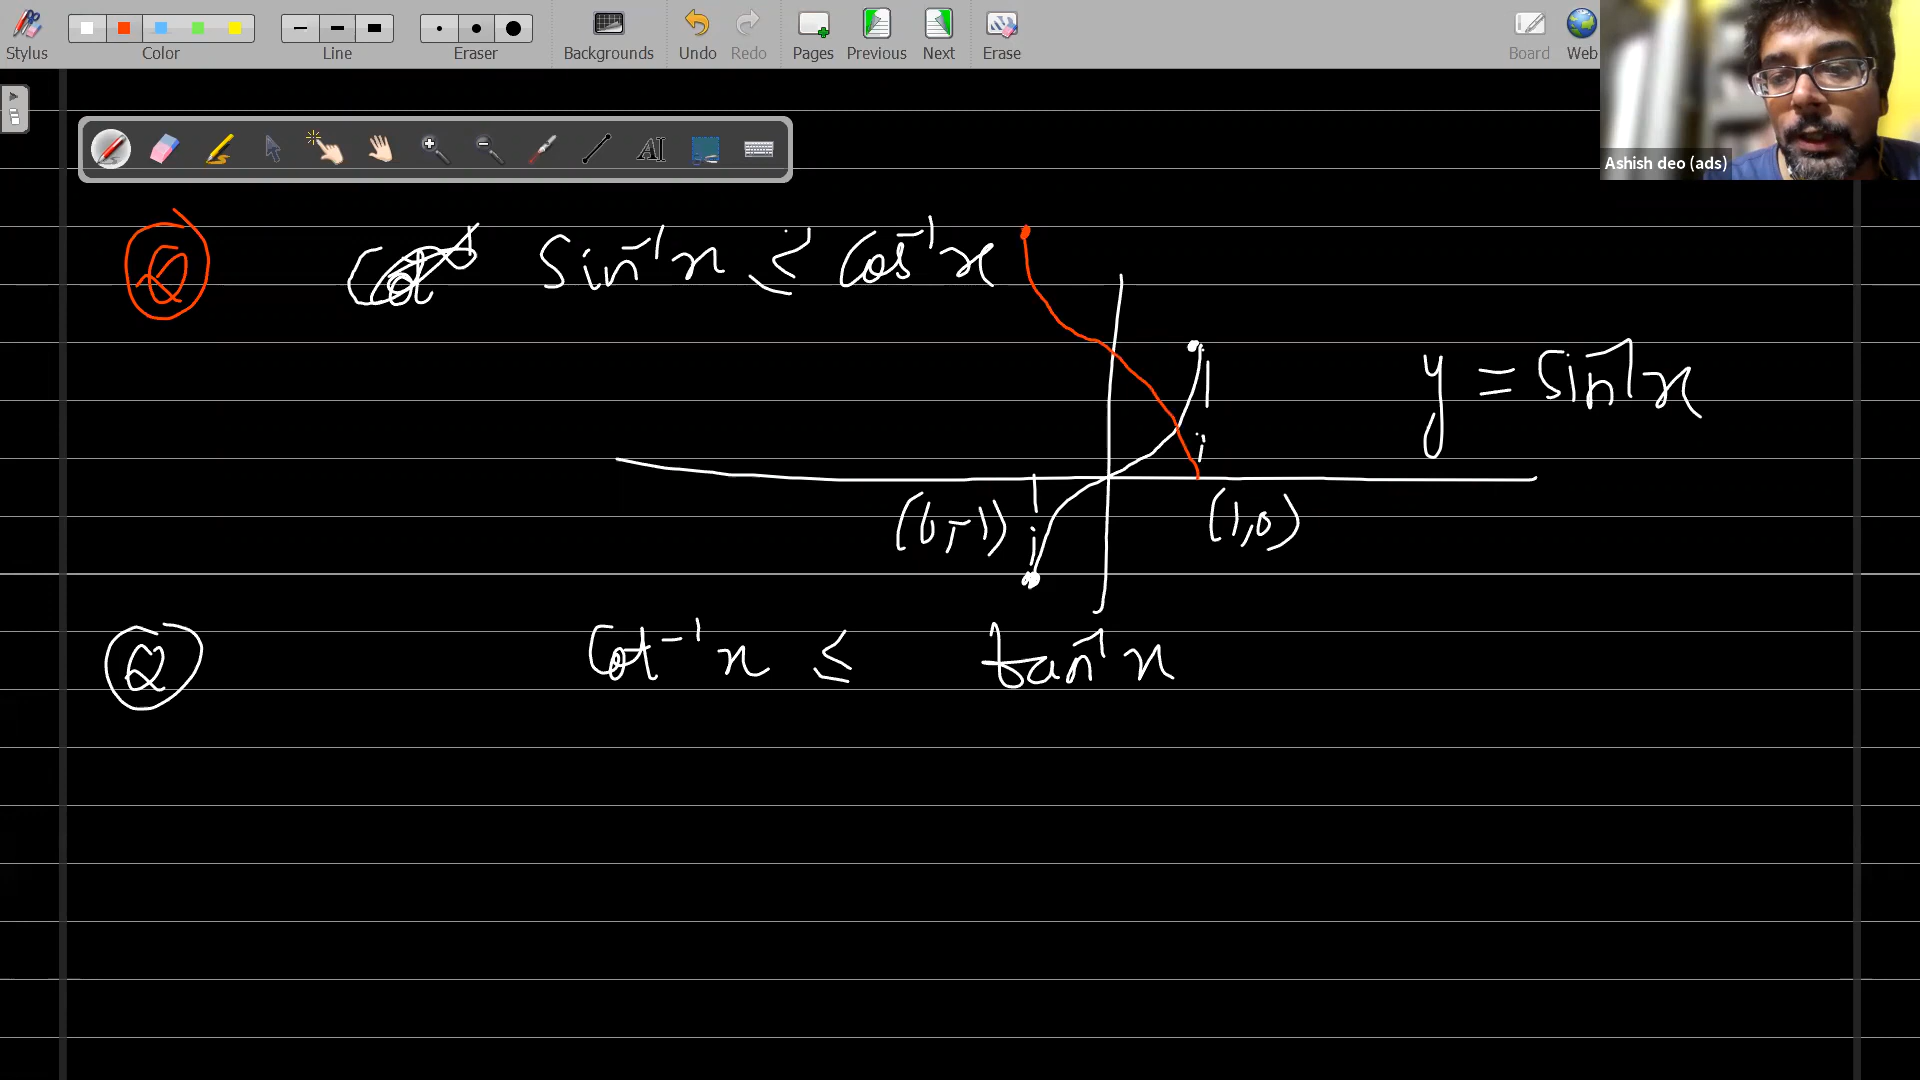 Stylus Color Line Eraser Backgrounds Undo Redo Pages Previous Next Erase Board Web
Ashish deo (ads)
Q Sin⁻¹x ≤ Cos⁻¹x
y = Sin⁻¹x
(0,-1) (1,0)
Q Cot⁻¹x ≤ tan⁻¹x